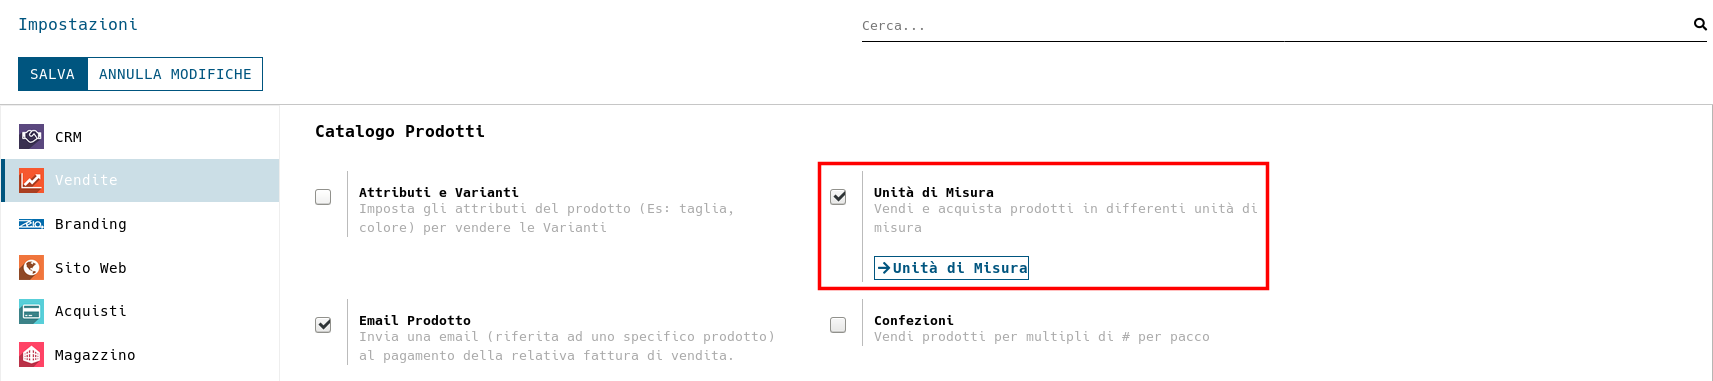 Impostazioni
Cerca...
SALVA
ANNULLA MODIFICHE
CRM
Vendite
Branding
Sito Web
Acquisti
Magazzino
Catalogo Prodotti
Attributi e Varianti
Imposta gli attributi del prodotto (Es: taglia,
colore) per vendere le Varianti
Unità di Misura
Vendi e acquista prodotti in differenti unità di
misura
Unità di Misura
Email Prodotto
Invia una email (riferita ad uno specifico prodotto)
al pagamento della relativa fattura di vendita.
Confezioni
Vendi prodotti per multipli di # per pacco